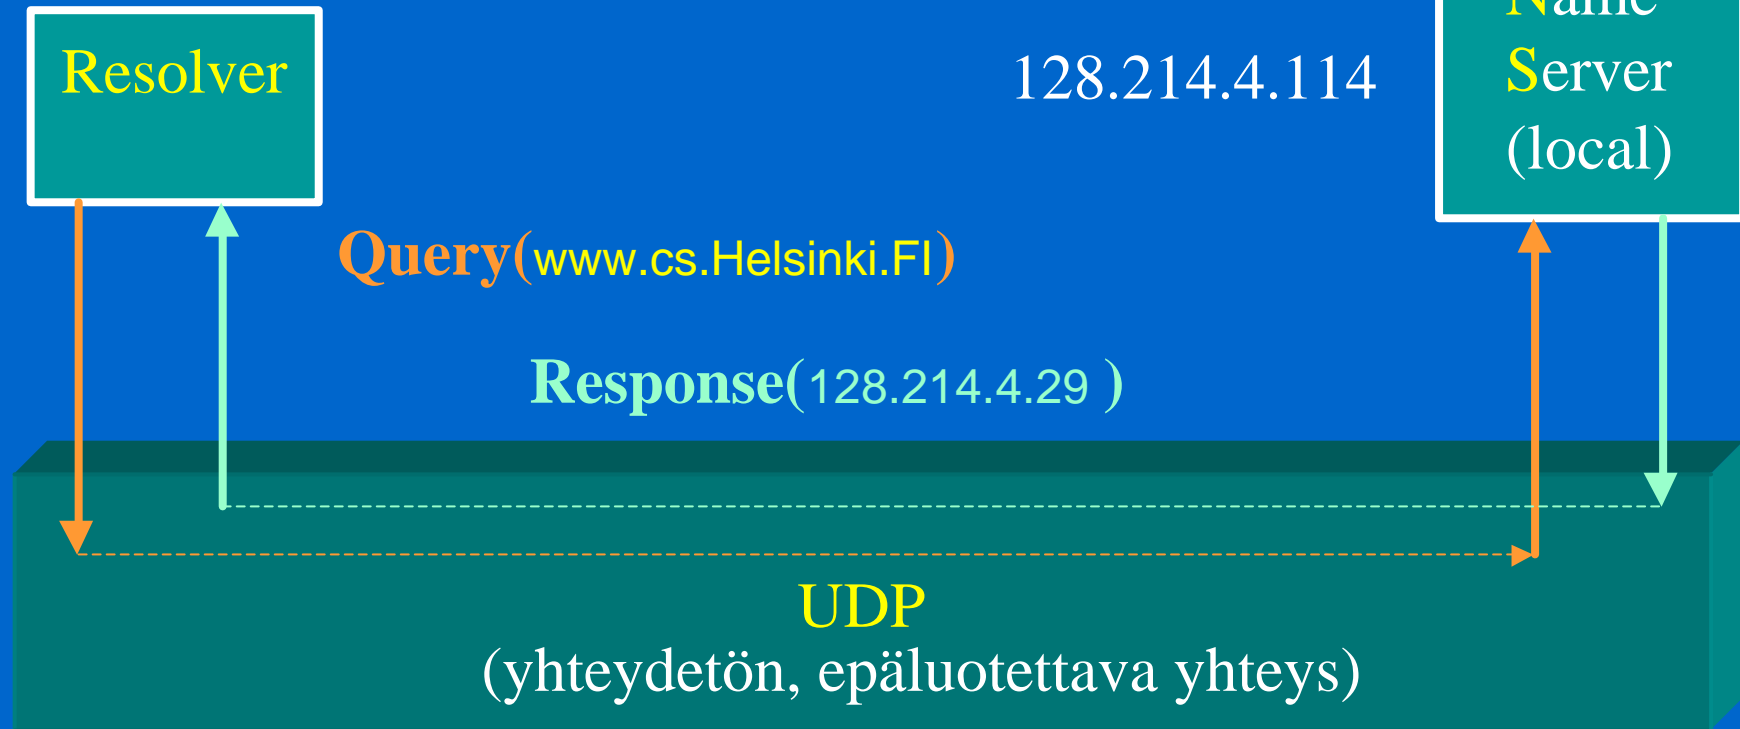 Resolver
128.214.4.114
Name
Server
(local)
Query(www.cs.Helsinki.FI)
Response(128.214.4.29 )
UDP
(yhteydetön, epäluotettava yhteys)